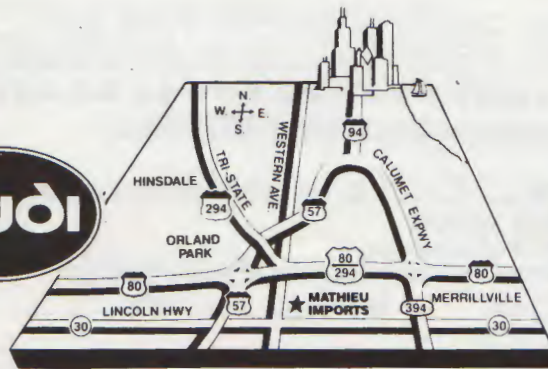 N.
W. E.
S.
94
WESTERN AVE
CALUMET EXPWY
TRI-STATE
HINSDALE
294
57
ORLAND
PARK
80
294
80
80
57
MATHIEU
IMPORTS
394
MERRILLVILLE
LINCOLN HWY
30
30